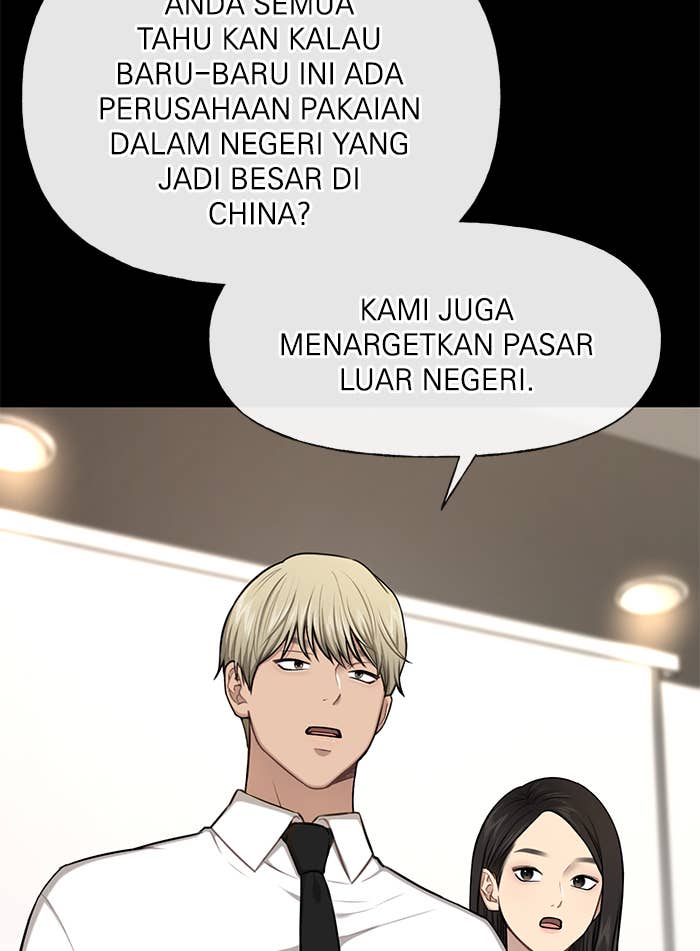 ANDA SEMUA
TAHU KAN KALAU
BARU-BARU INI ADA
PERUSAHAAN PAKAIAN
DALAM NEGERI YANG
JADI BESAR DI
CHINA?
KAMI JUGA
MENARGETKAN PASAR
LUAR NEGERI.